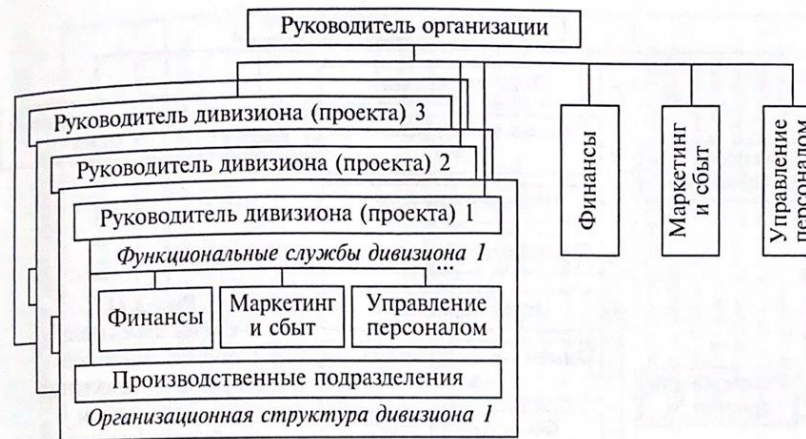 Руководитель организации
Руководитель дивизиона (проекта) 3
Руководитель дивизиона (проекта) 2
Руководитель дивизиона (проекта) 1
Функциональные службы дивизиона 1
...
Финансы
Маркетинг
и сбыт
Управление
персоналом
Производственные подразделения
Организационная структура дивизиона 1
Финансы
Маркетинг
и сбыт
Управление
персоналом